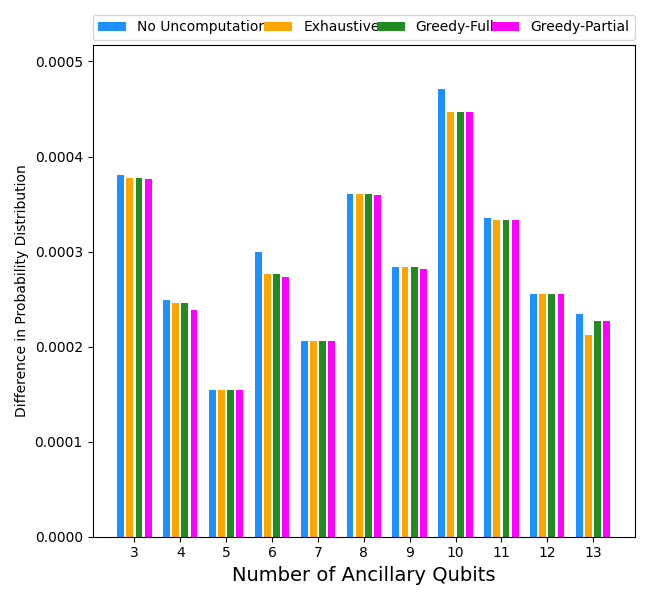 No Uncomputation Exhaustive Greedy-Full Greedy-Partial
0.0005
0.0004
0.0003
0.0002
0.0001
0.0000
Difference in Probability Distribution
3 4 5 6 7 8 9 10 11 12 13
Number of Ancillary Qubits